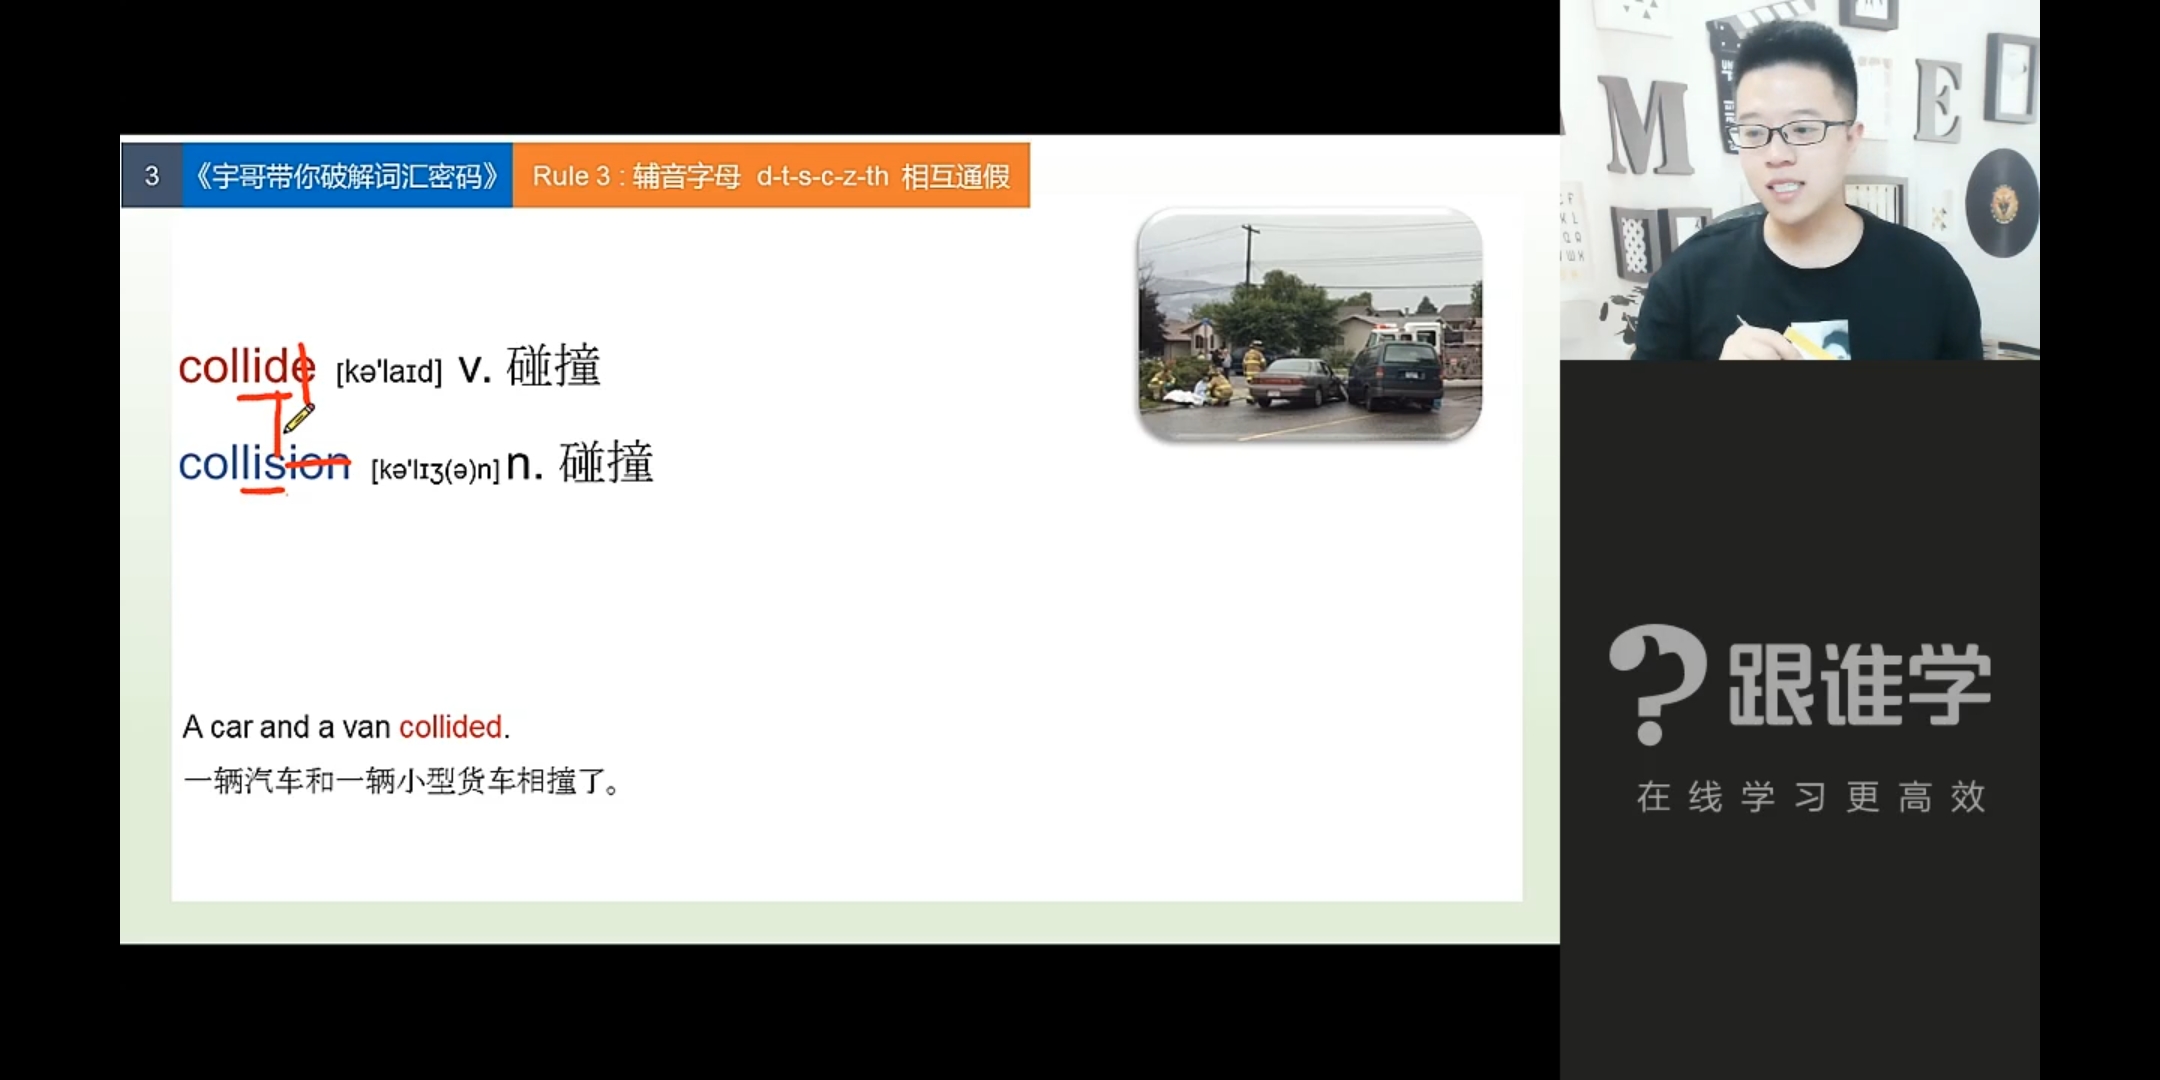 3 《宇哥带你破解词汇密码》 Rule 3 : 辅音字母 d-t-s-c-z-th 相互通假
collide [kə'laɪd] v. 碰撞
collision [kə'lɪʒ(ə)n] n. 碰撞
A car and a van collided.
一辆汽车和一辆小型货车相撞了。
M E
跟谁学
在线学习更高效